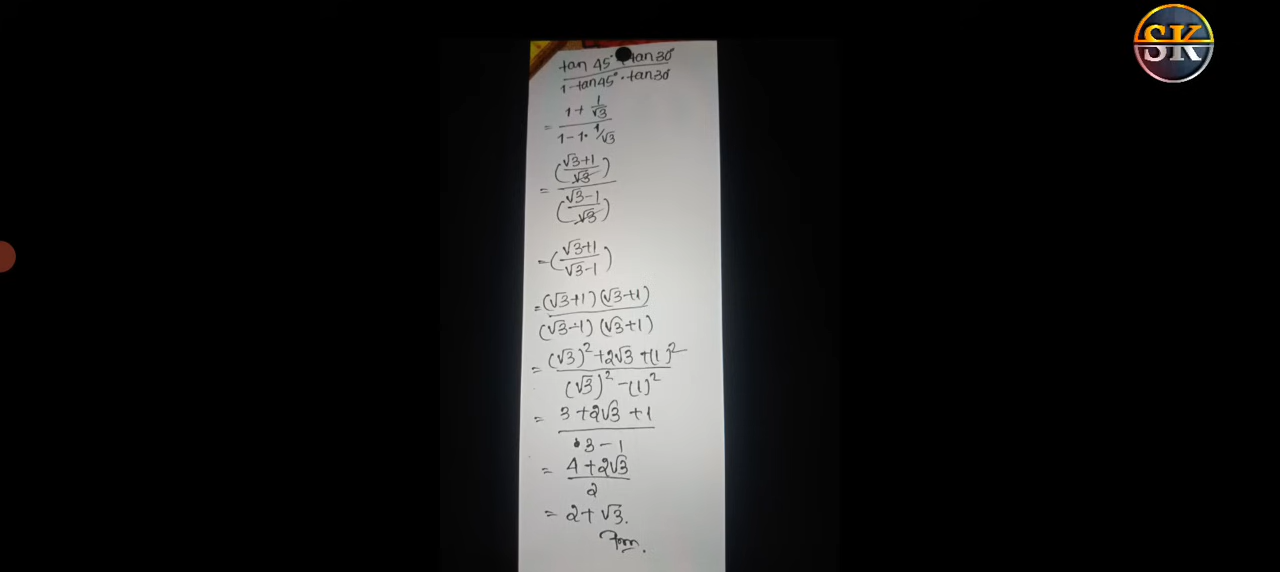 SK
tan 45° + tan 30°
1 - tan 45° · tan 30°
= 1 + 1/√3
1 - 1 · 1/√3
= (√3+1/√3)
(√3-1/√3)
= (√3+1/√3-1)
= (√3+1) (√3+1)
(√3-1) (√3+1)
= (√3)² + 2√3 + (1)²
(√3)² - (1)²
= 3 + 2√3 + 1
3 - 1
= 4 + 2√3
2
= 2 + √3.